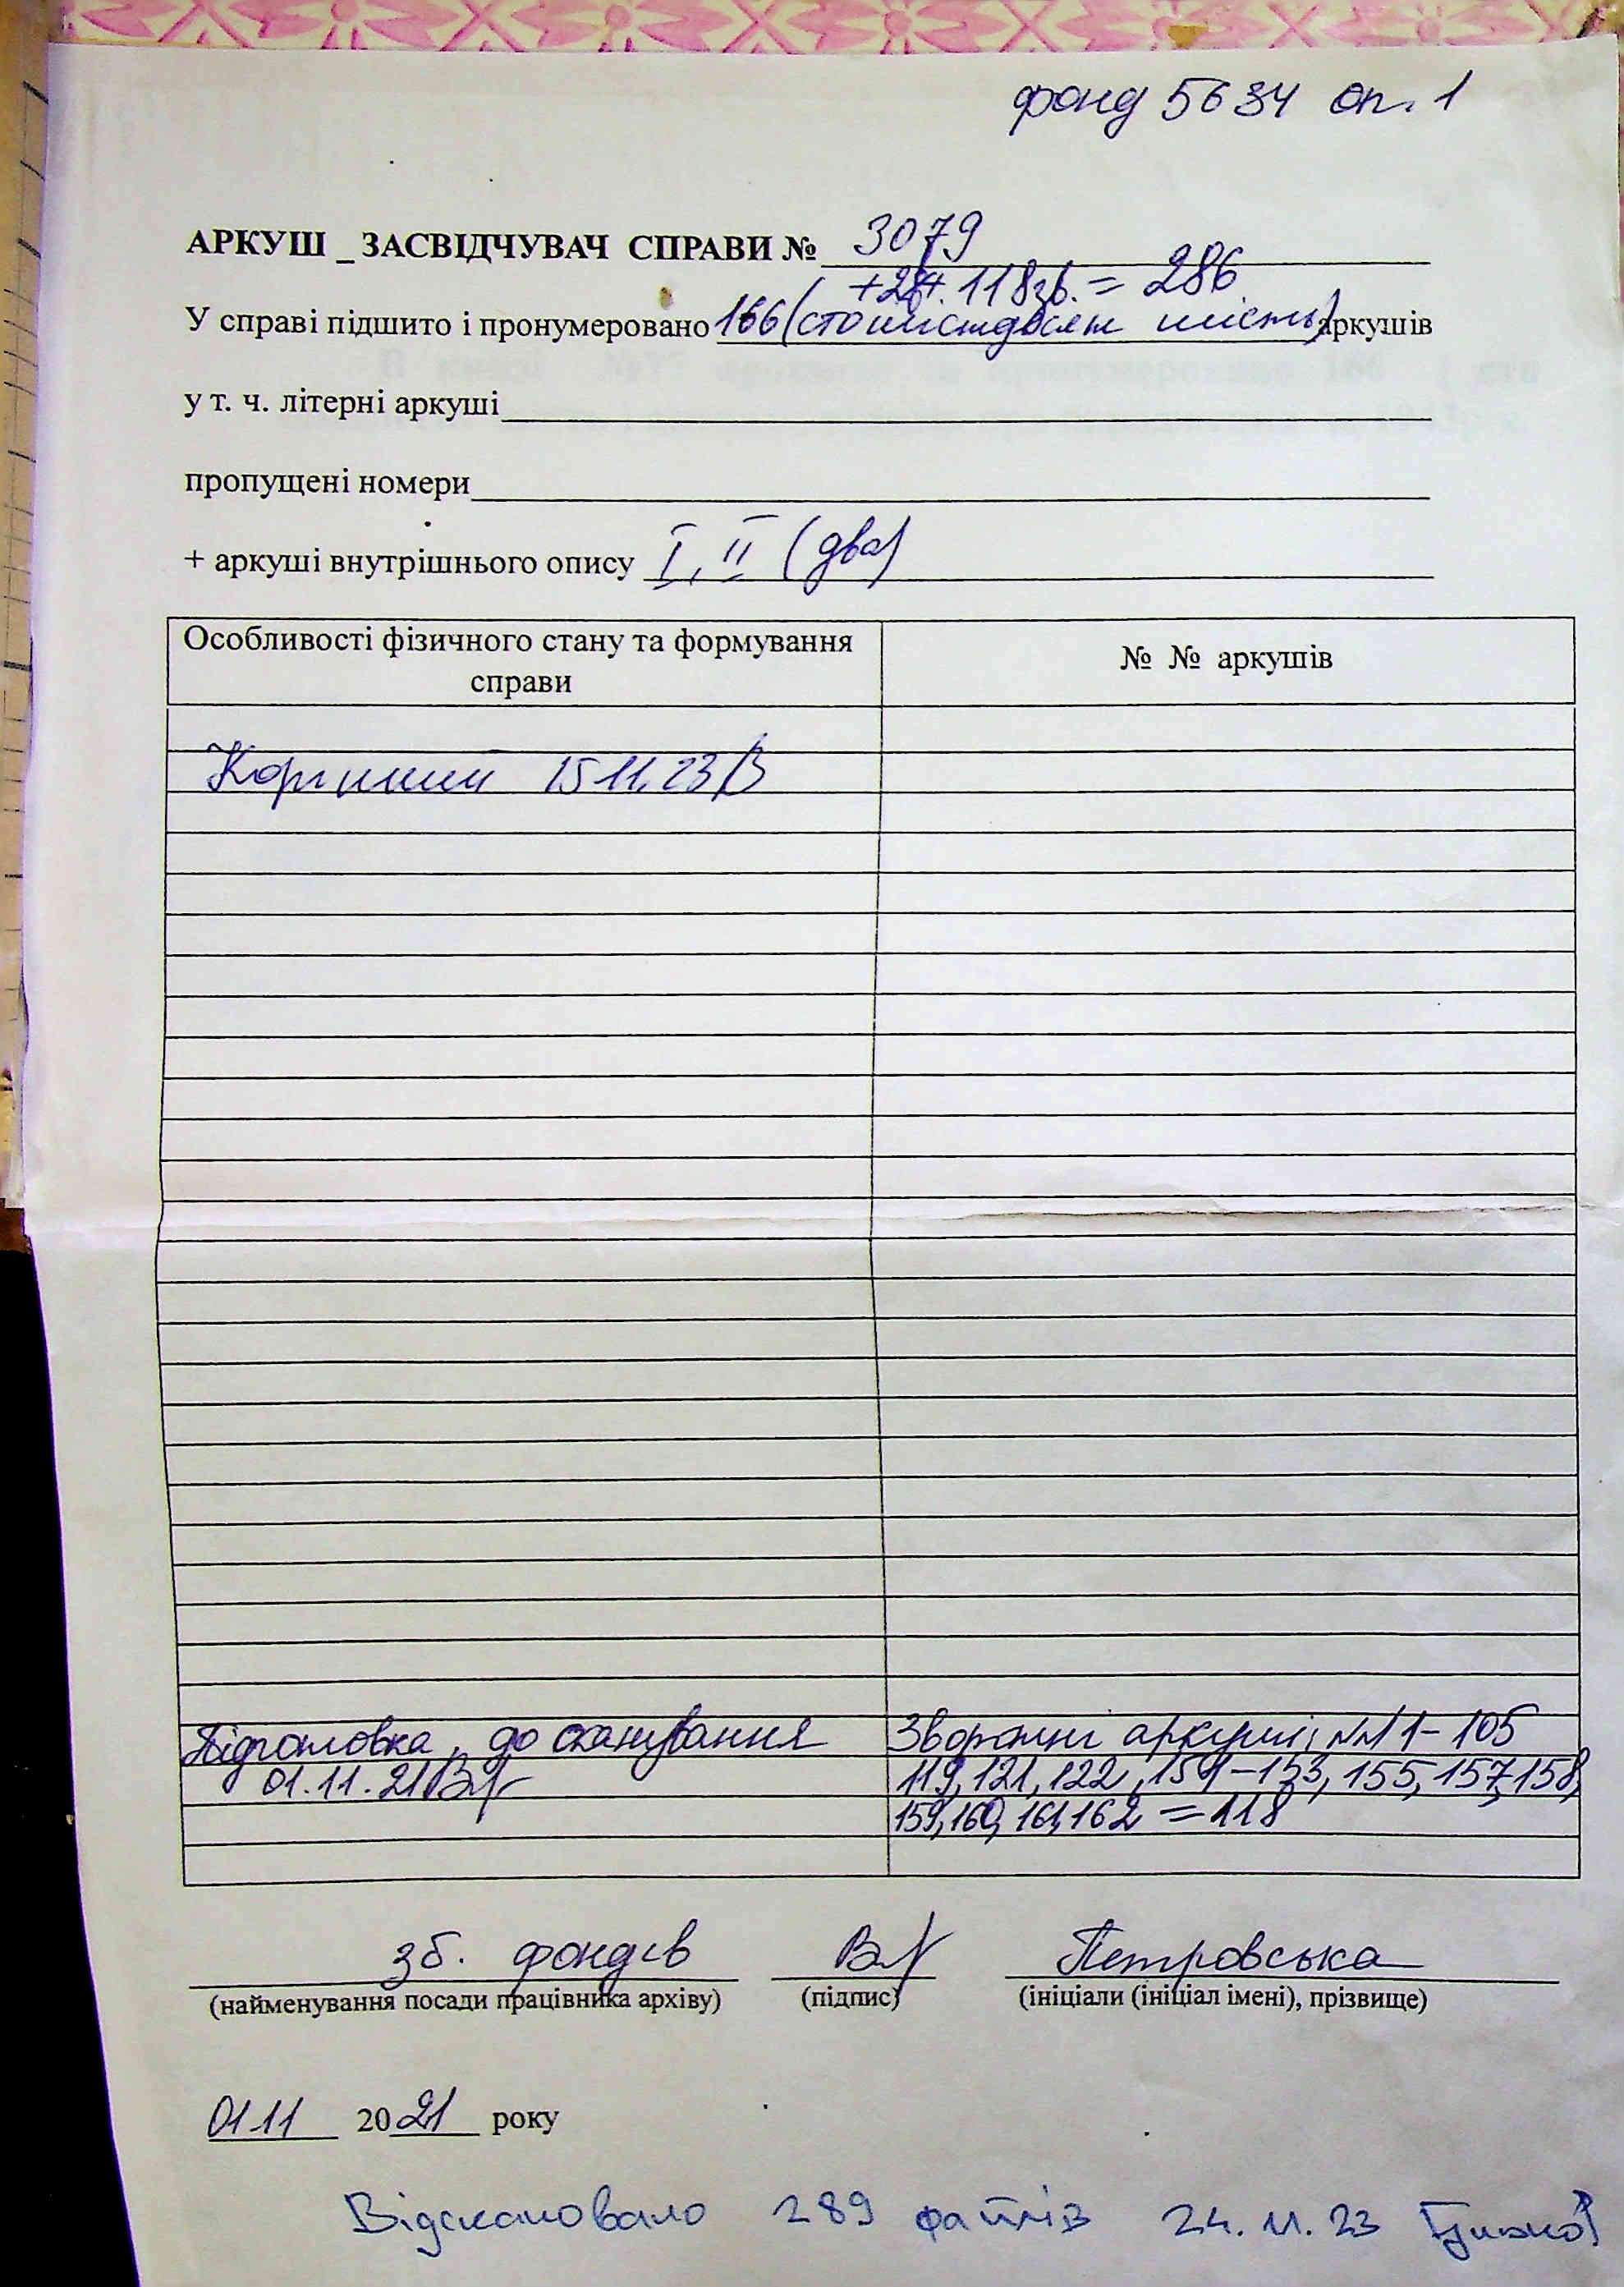 фонд 5634 оп. 1
АРКУШ _ ЗАСВІДЧУВАЧ СПРАВИ № 3079
+2 118зв. = 286
У справі підшито і пронумеровано 166 (сто шістдесят шість) аркушів
у т. ч. літерні аркуші
пропущені номери
+ аркуші внутрішнього опису I, II (два)
Особливості фізичного стану та формування справи
№ № аркушів
15 11. 23
Підготовка до сканування
01.11.21
Зворотні аркуші №№ 1-105
119, 121, 122, 151-153, 155, 157, 158,
159, 160, 161, 162 = 118
зб. фондів
Петровська
(найменування посади працівника архіву) (підпис) (ініціали (ініціал імені), прізвище)
01 11 2021 року
Відскановано 289 файлів 24. 11. 23